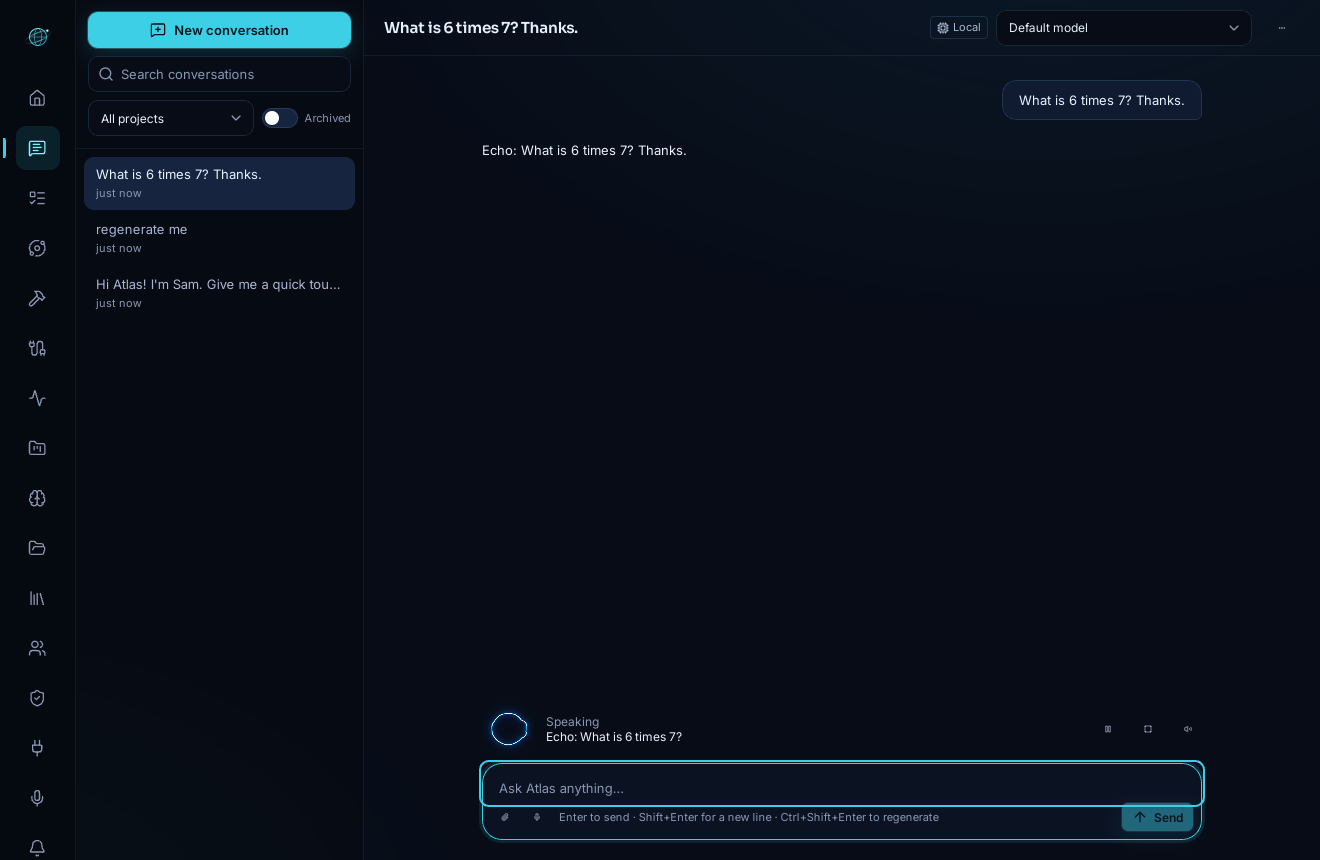 New conversation
Search conversations
All projects
Archived
What is 6 times 7? Thanks.
just now
regenerate me
just now
Hi Atlas! I'm Sam. Give me a quick tou...
just now
What is 6 times 7? Thanks.
Local
Default model
What is 6 times 7? Thanks.
Echo: What is 6 times 7? Thanks.
Speaking
Echo: What is 6 times 7?
Ask Atlas anything...
Enter to send · Shift+Enter for a new line · Ctrl+Shift+Enter to regenerate
Send